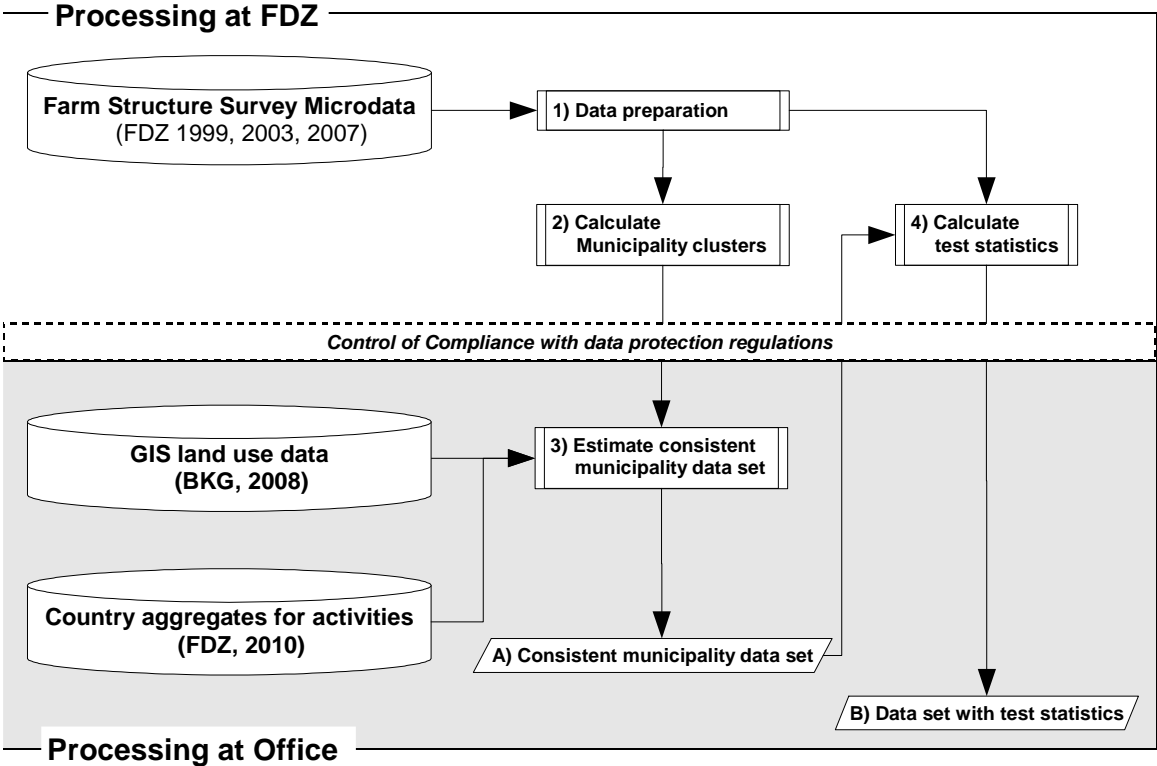 Processing at FDZ
Farm Structure Survey Microdata
(FDZ 1999, 2003, 2007)
1) Data preparation
2) Calculate
Municipality clusters
4) Calculate
test statistics
Control of Compliance with data protection regulations
GIS land use data
(BKG, 2008)
3) Estimate consistent
municipality data set
Country aggregates for activities
(FDZ, 2010)
A) Consistent municipality data set
B) Data set with test statistics
Processing at Office